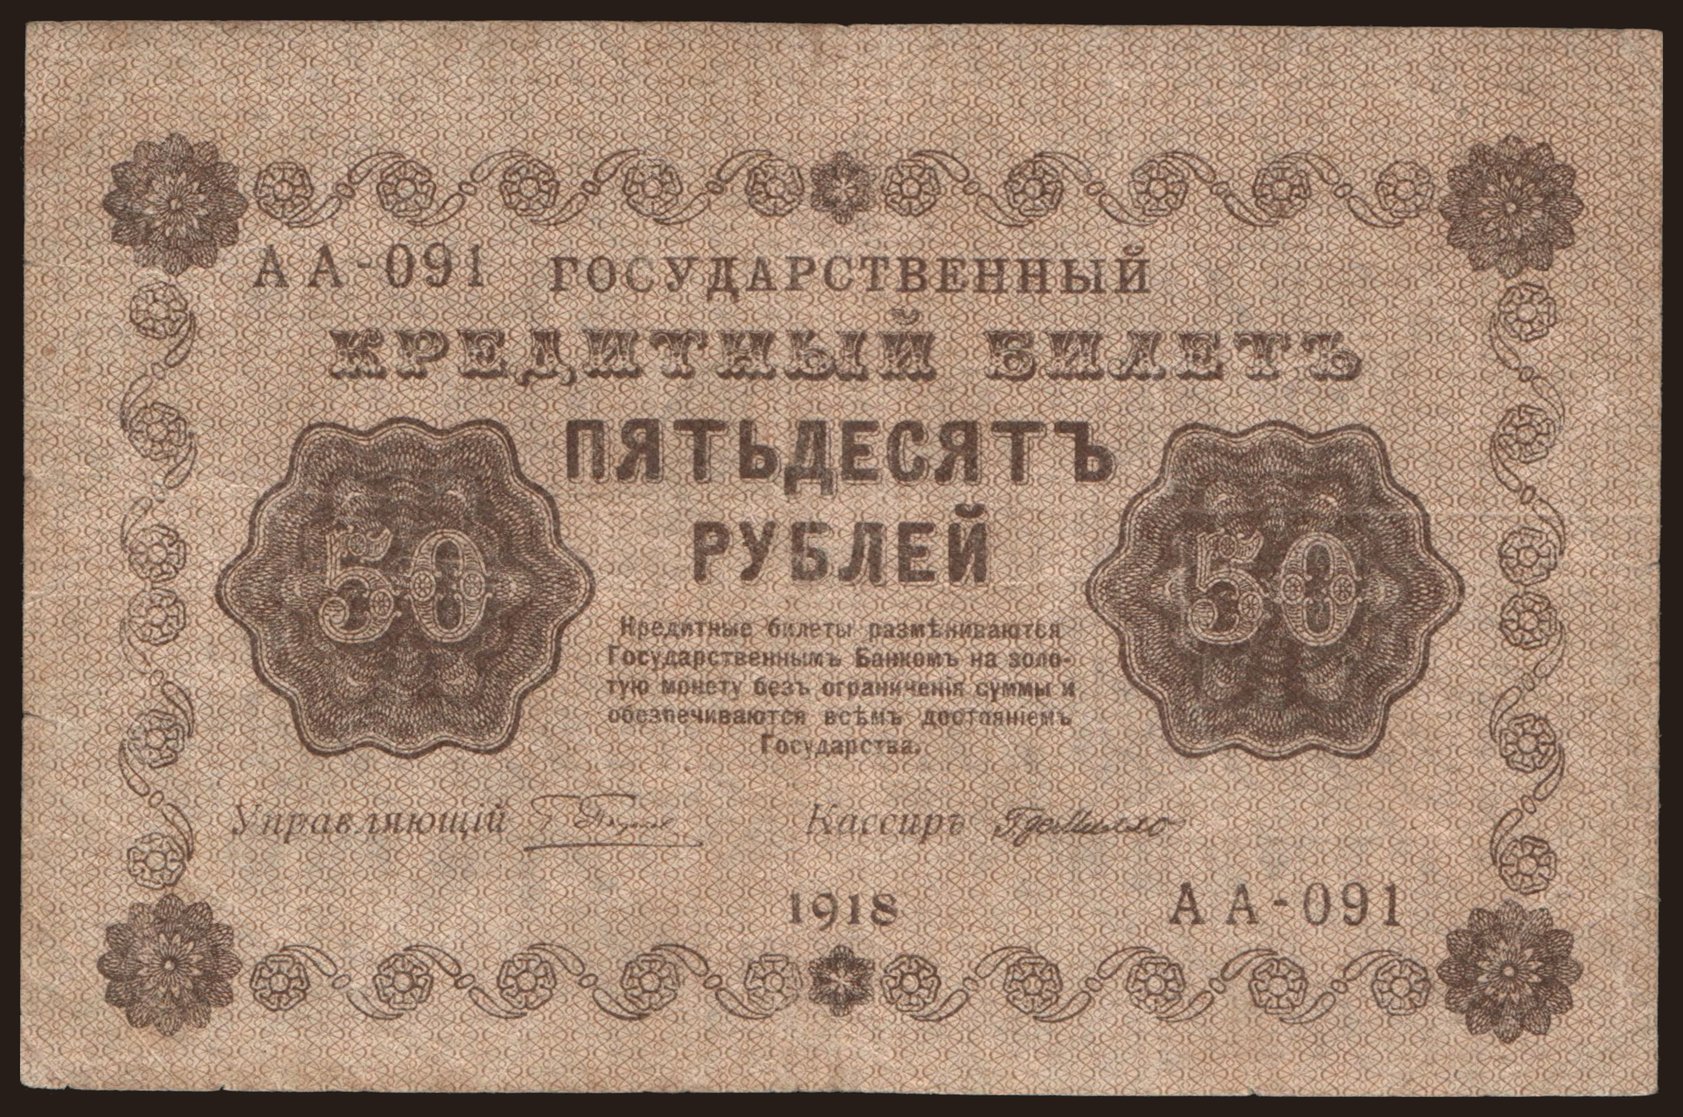 АА-091 ГОСУДАРСТВЕННЫЙ
КРЕДИТНЫЙ БИЛЕТЪ
ПЯТЬДЕСЯТЪ
РУБЛЕЙ
50 50
Кредитные билеты размѣниваются
Государственнымъ Банкомъ на золо-
тую монету безъ ограниченія суммы и
обезпечиваются всѣмъ достояніемъ
Государства.
Управляющій Кассиръ
1918
АА-091